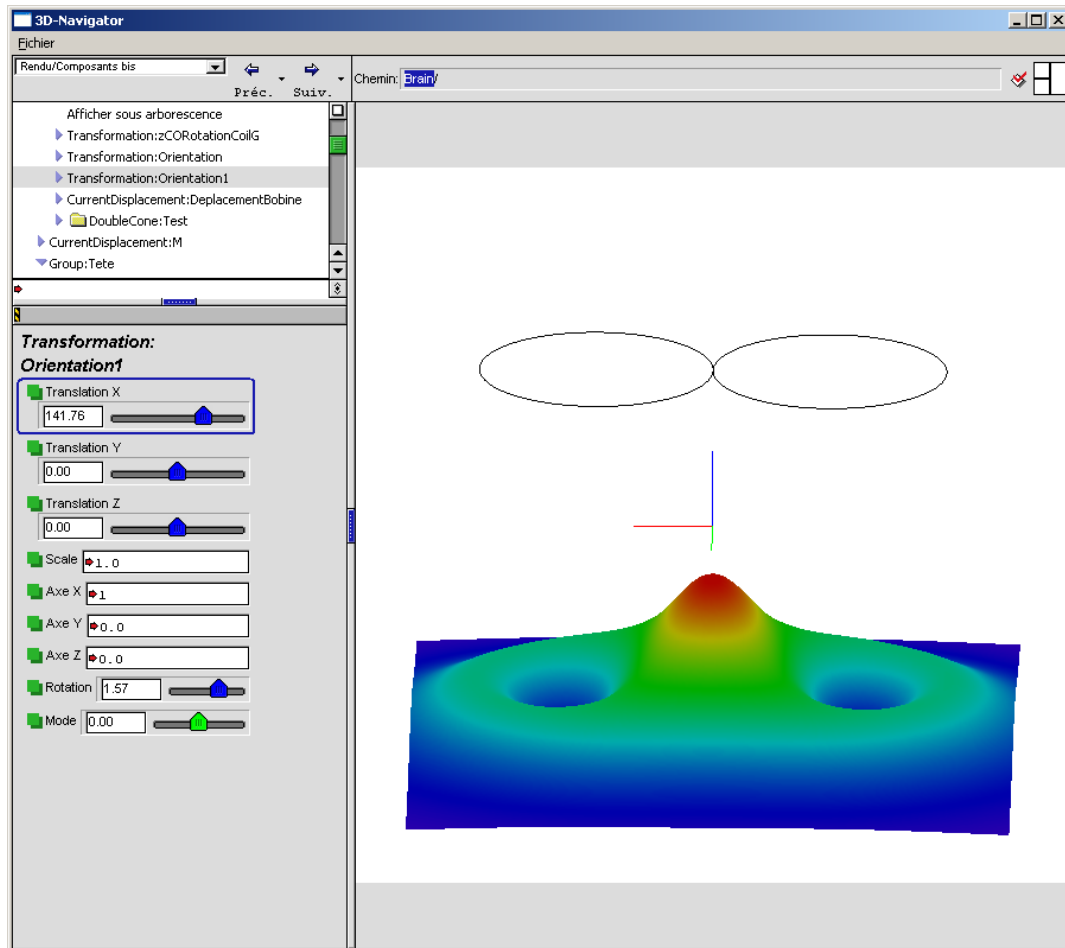 3D-Navigator
Fichier
Rendu/Composants bis
Préc. Suiv.
Chemin: Brain/
Afficher sous arborescence
Transformation:zCORotationCoilG
Transformation:Orientation
Transformation:Orientation1
CurrentDisplacement:DeplacementBobine
DoubleCone:Test
CurrentDisplacement:M
Group:Tete
Transformation:
Orientation1
Translation X
141.76
Translation Y
0.00
Translation Z
0.00
Scale 1.0
Axe X 1
Axe Y 0.0
Axe Z 0.0
Rotation 1.57
Mode 0.00